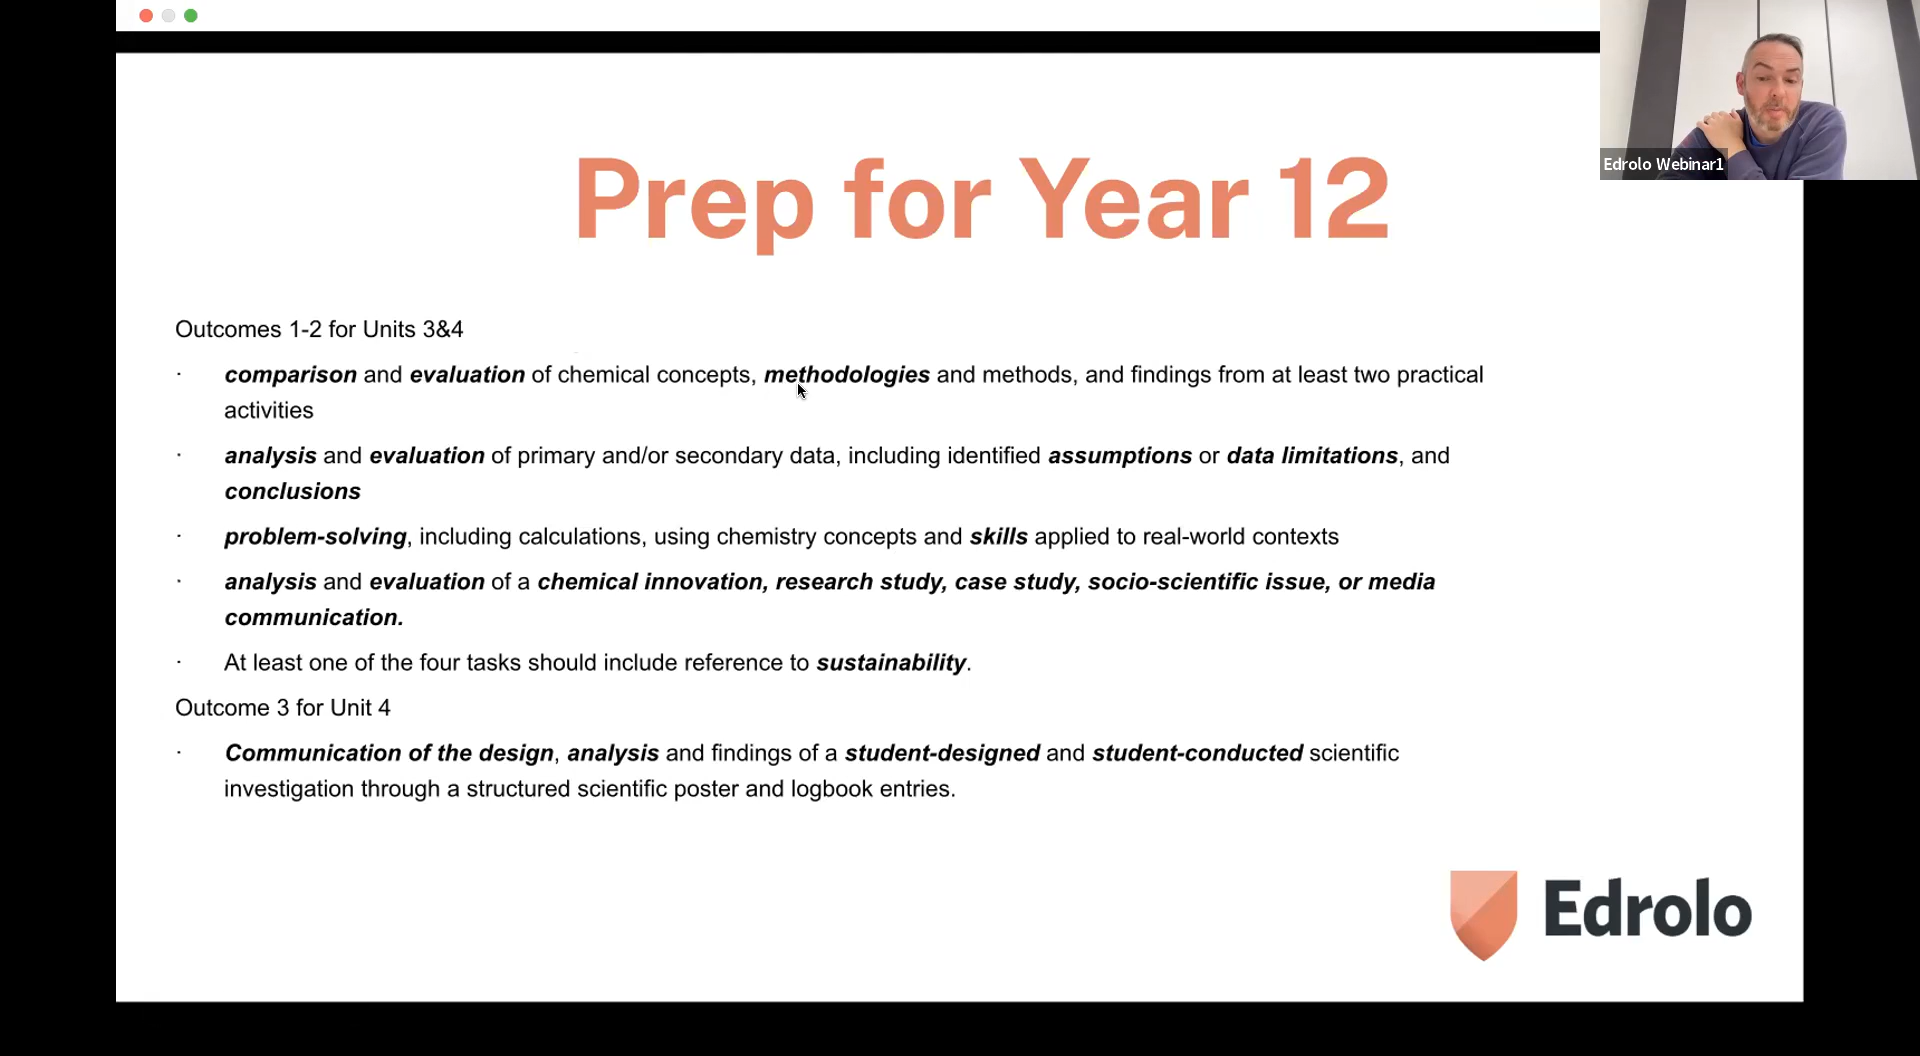 Edrolo Webinar1
Prep for Year 12
Outcomes 1-2 for Units 3&4
· comparison and evaluation of chemical concepts, methodologies and methods, and findings from at least two practical
activities
· analysis and evaluation of primary and/or secondary data, including identified assumptions or data limitations, and
conclusions
· problem-solving, including calculations, using chemistry concepts and skills applied to real-world contexts
· analysis and evaluation of a chemical innovation, research study, case study, socio-scientific issue, or media
communication.
· At least one of the four tasks should include reference to sustainability.
Outcome 3 for Unit 4
· Communication of the design, analysis and findings of a student-designed and student-conducted scientific
investigation through a structured scientific poster and logbook entries.
Edrolo